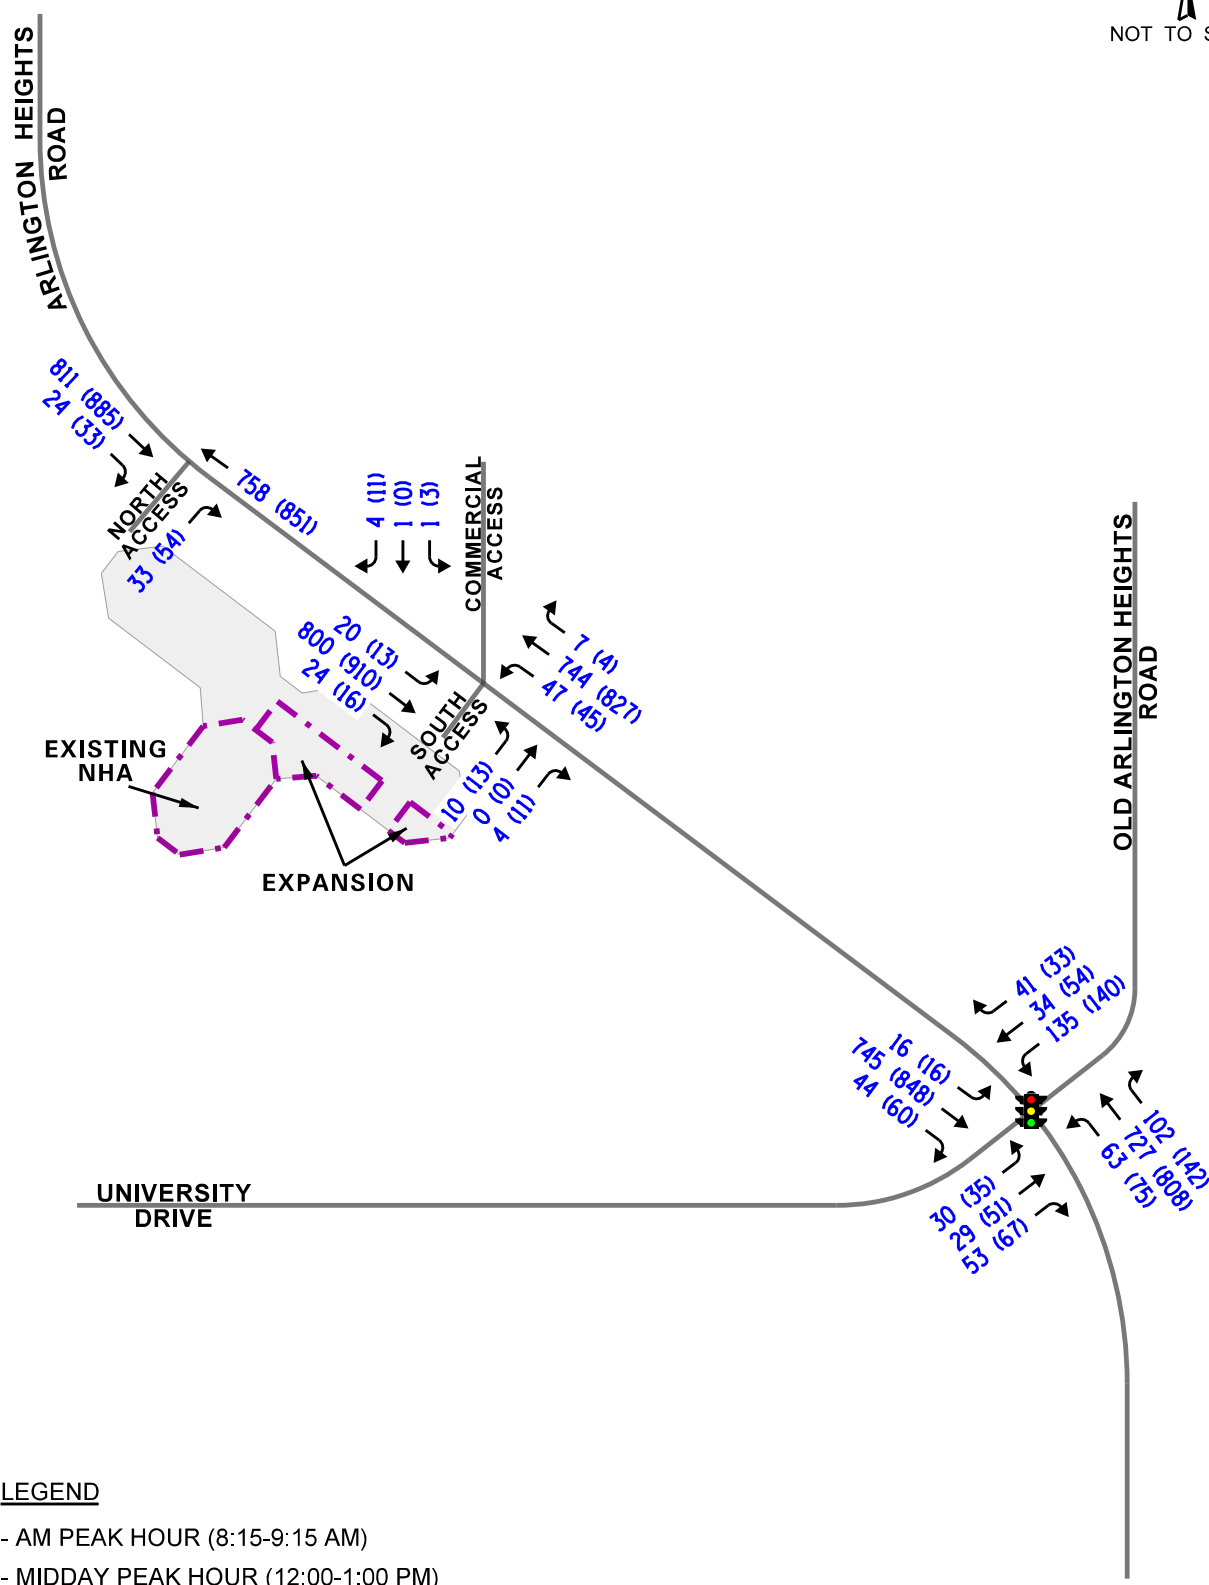 NOT TO
ARLINGTON HEIGHTS
ROAD
811 (885)
24 (33)
NORTH
ACCESS
33 (54)
758 (851)
4 (11)
1 (0)
1 (3)
COMMERCIAL
ACCESS
20 (13)
800 (910)
24 (16)
7 (4)
744 (827)
47 (45)
SOUTH
ACCESS
10 (13)
0 (0)
4 (11)
EXISTING
NHA
EXPANSION
OLD ARLINGTON HEIGHTS
ROAD
41 (33)
34 (54)
135 (140)
16 (16)
745 (848)
44 (60)
102 (142)
727 (808)
63 (75)
30 (35)
29 (51)
53 (67)
UNIVERSITY
DRIVE
LEGEND
- AM PEAK HOUR (8:15-9:15 AM)
- MIDDAY PEAK HOUR (12:00-1:00 PM)